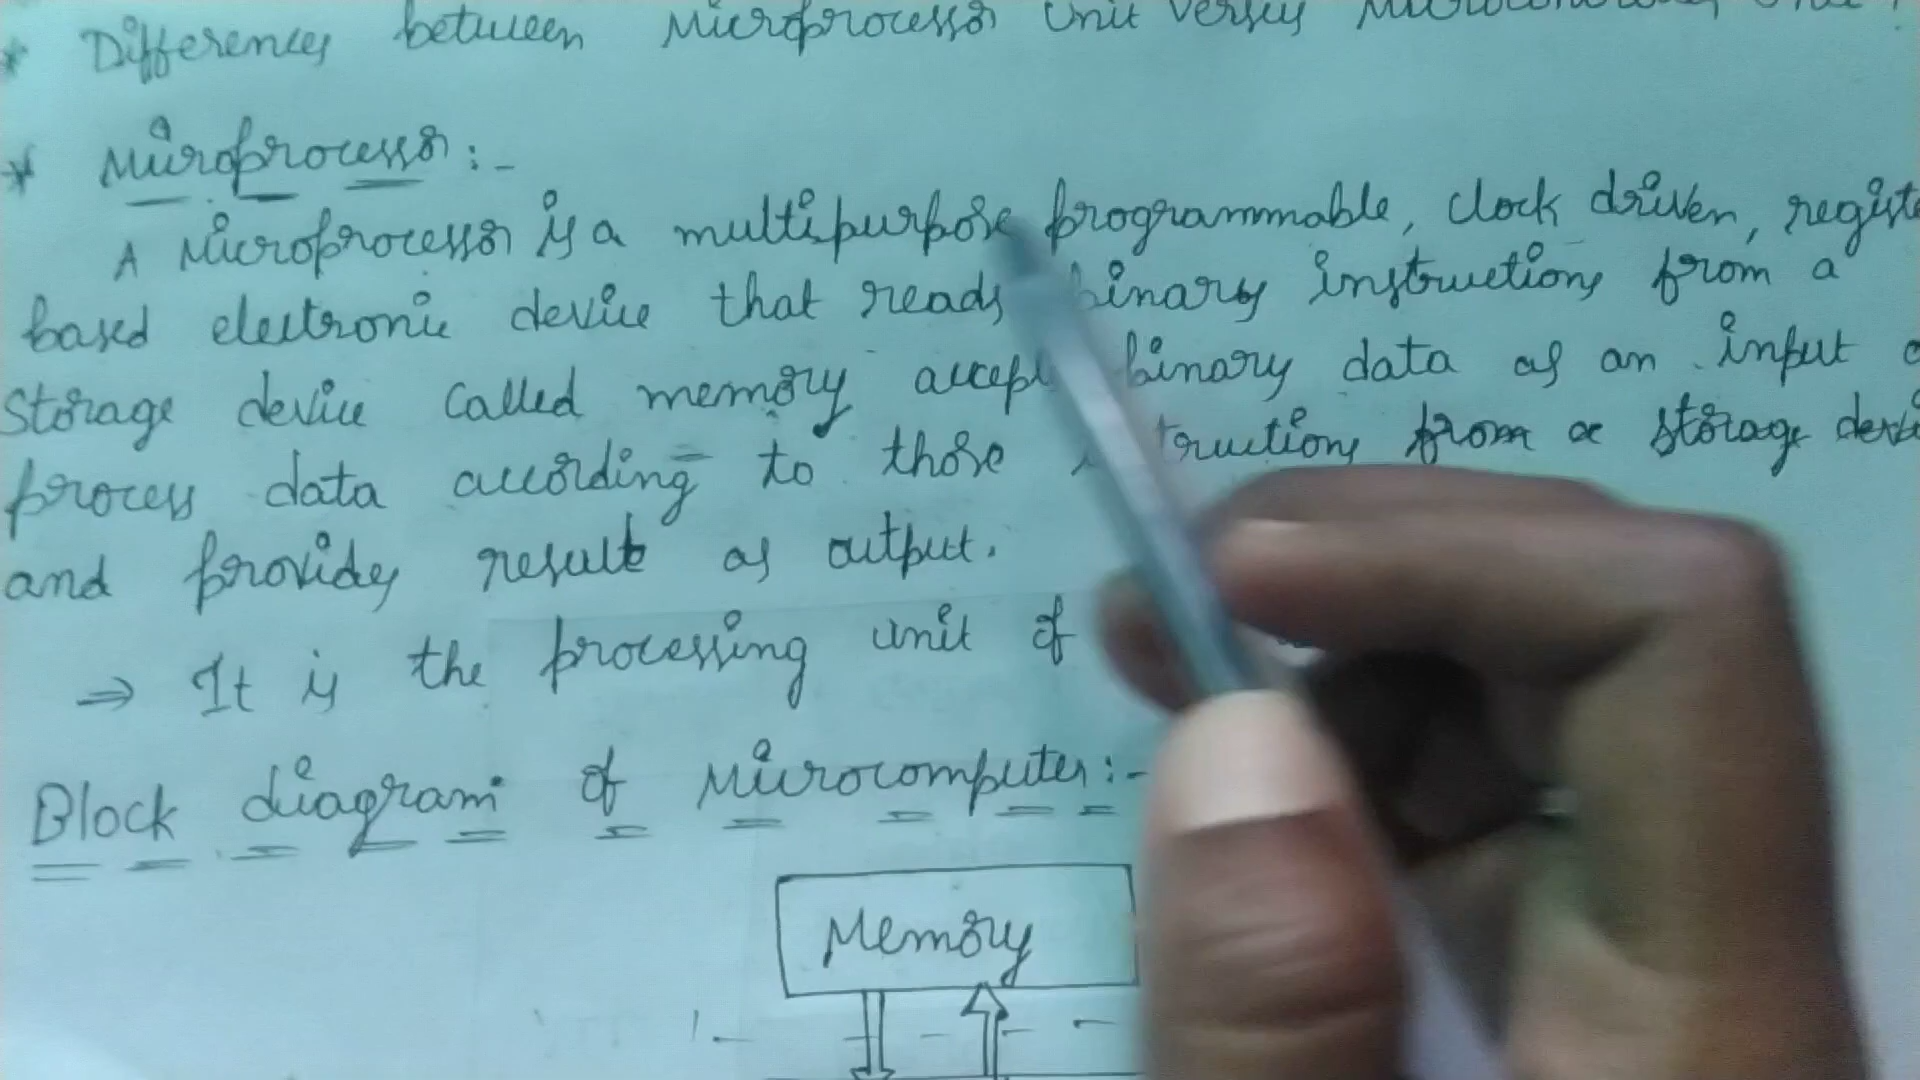 * Differences between Microprocessor Unit versus
* Microprocessor :-
A Microprocessor is a multipurpose programmable, clock driven,
based electronic device that reads binary instructions from a
Storage device called memory accept binary data as an input
process data according to those from a storage
and provides result as output.
⇒ It is the processing unit of
Block diagram of Microcomputer:-
Memory